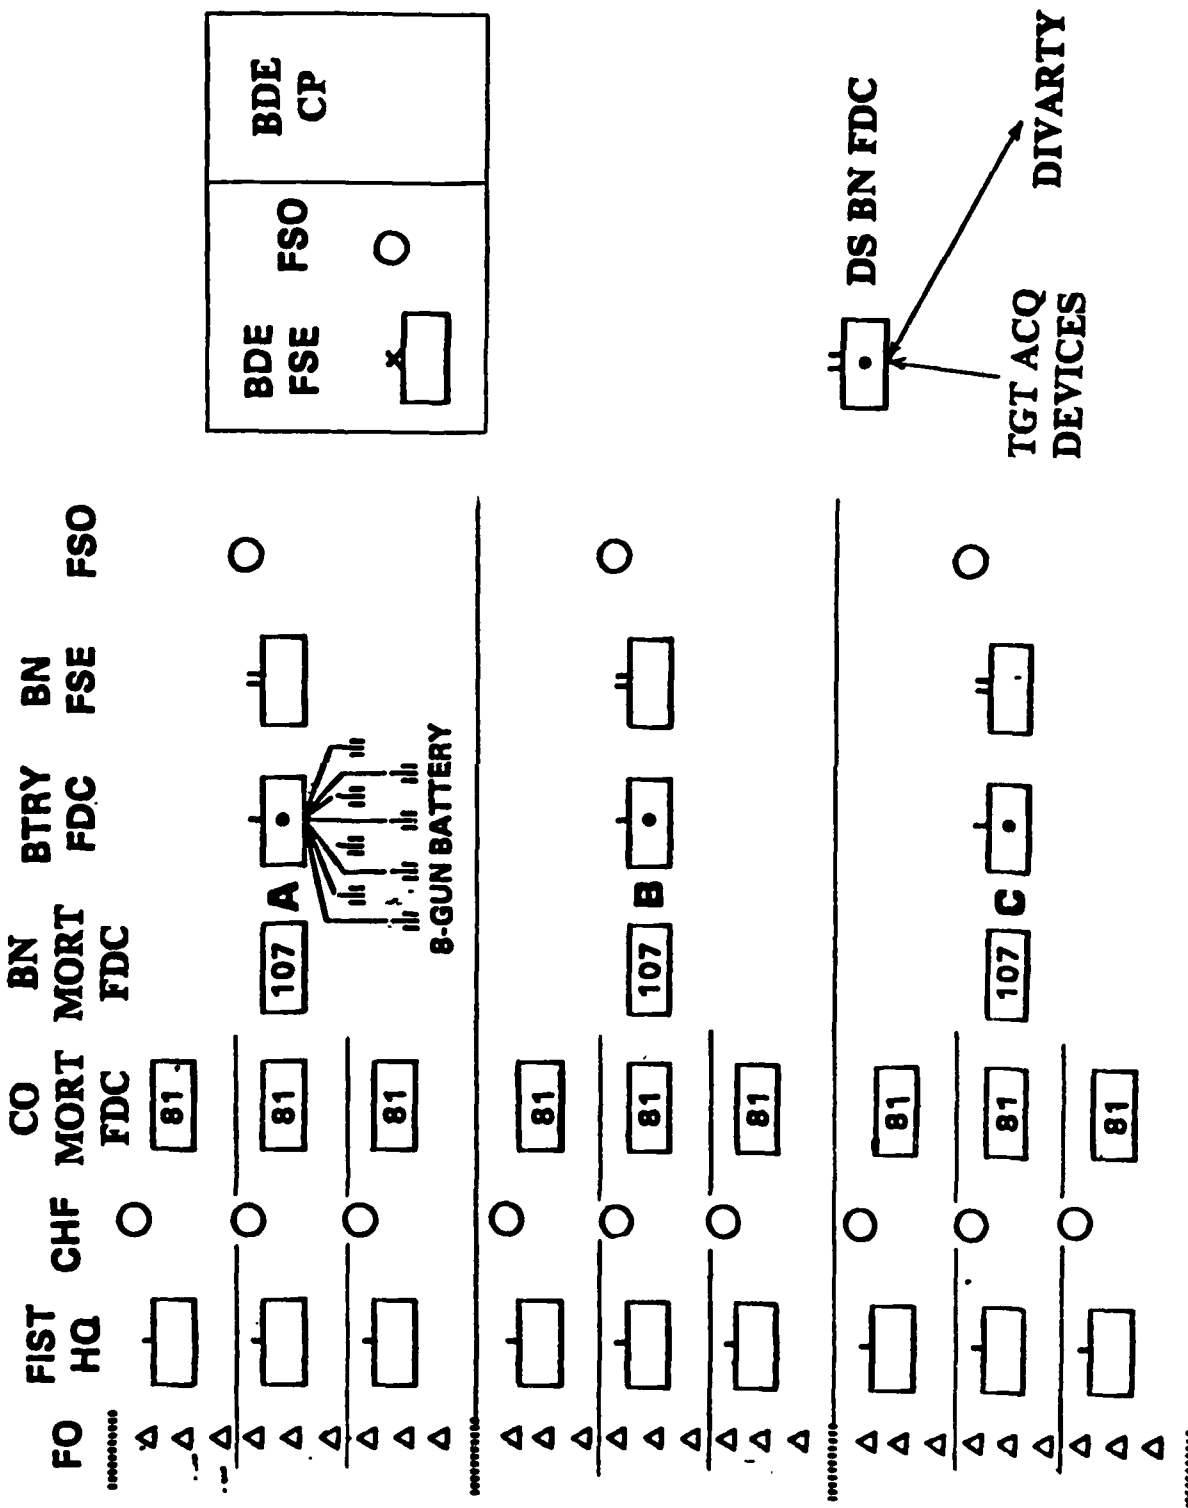 FO
FIST
HQ
CHF
CO
MORT
FDC
BN
MORT
FDC
BTRY
FDC
BN
FSE
FSO
81
81
81
107
A
8-GUN BATTERY
81
81
81
107
B
81
81
81
107
C
BDE
FSE
FSO
BDE
CP
DS BN FDC
TGT ACQ
DEVICES
DIVARTY